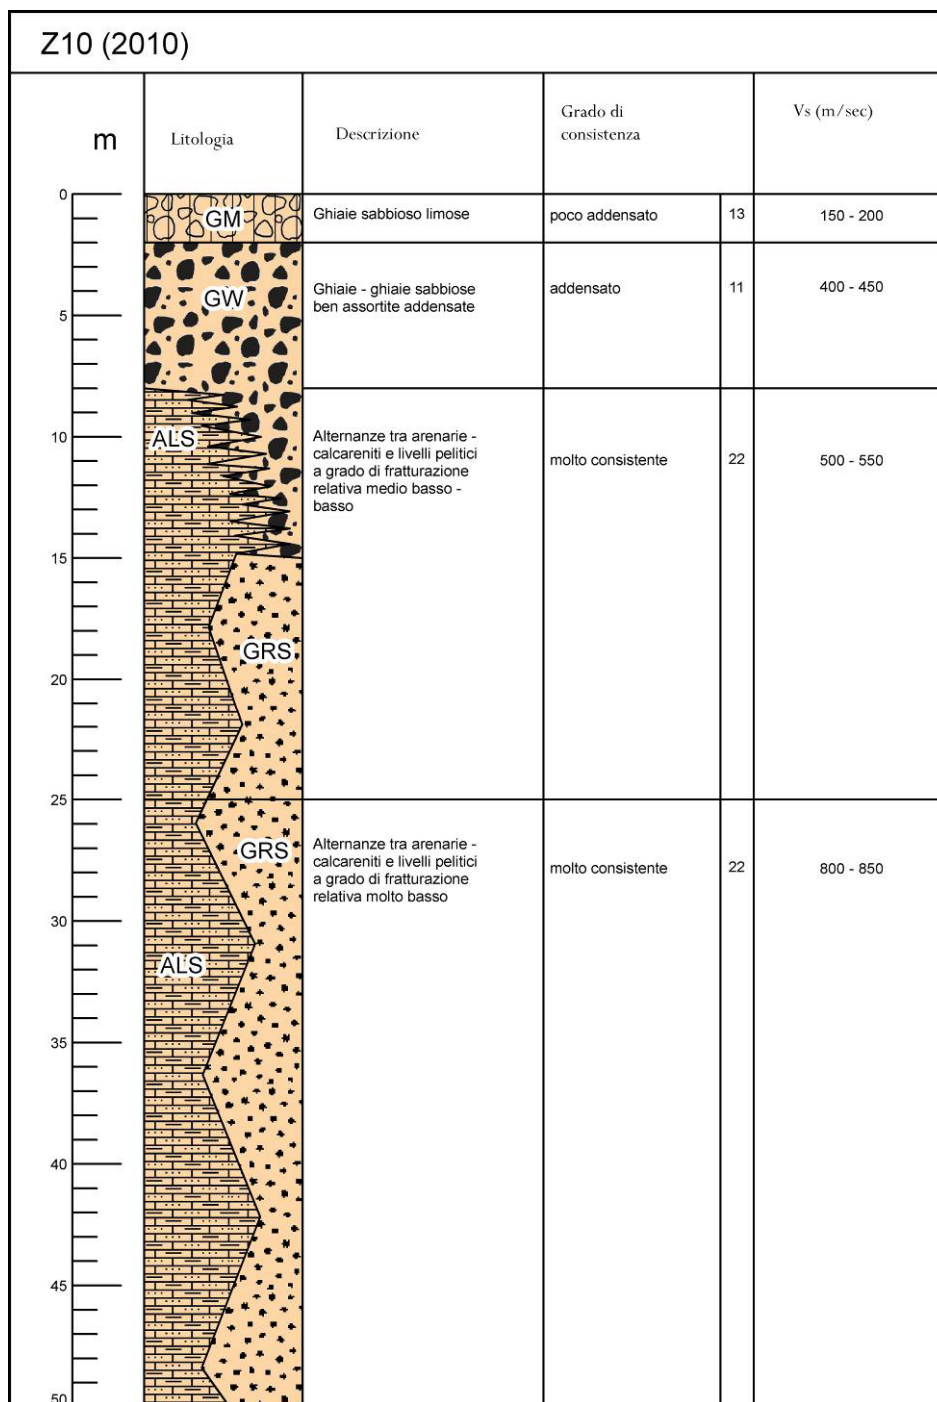 Z10 (2010)
m
Litologia
Descrizione
Grado di
consistenza
Vs (m/sec)
0
GM
Ghiaie sabbioso limose
poco addensato
13
150 - 200
GW
Ghiaie - ghiaie sabbiose
ben assortite addensate
addensato
11
400 - 450
5
ALS
10
Alternanze tra arenarie -
calcareniti e livelli pelitici
a grado di fratturazione
relativa medio basso -
basso
molto consistente
22
500 - 550
15
GRS
20
25
GRS
Alternanze tra arenarie -
calcareniti e livelli pelitici
a grado di fratturazione
relativa molto basso
molto consistente
22
800 - 850
30
ALS
35
40
45
50